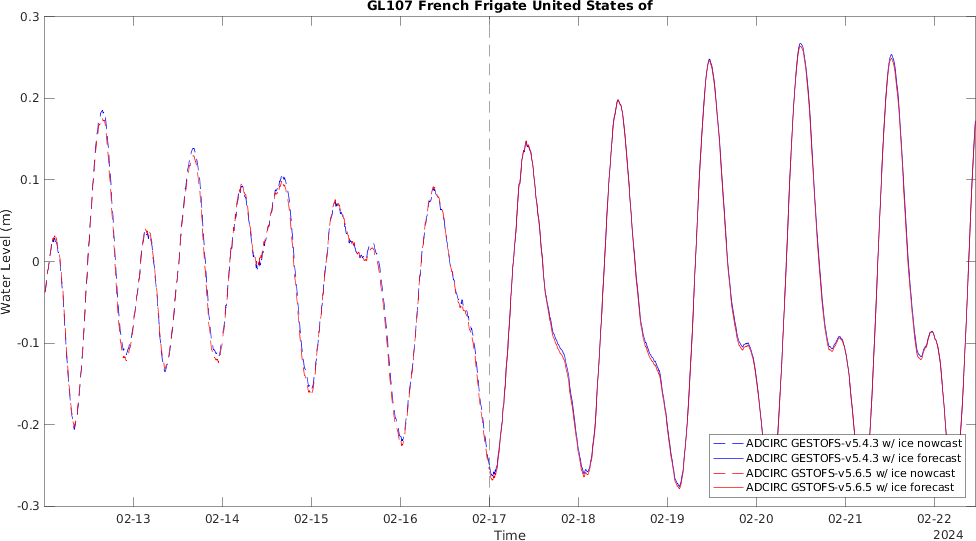 GL107 French Frigate United States of
0.3
0.2
0.1
0
-0.1
-0.2
-0.3
Water Level (m)
ADCIRC GESTOFS-v5.4.3 w/ ice nowcast
ADCIRC GESTOFS-v5.4.3 w/ ice forecast
ADCIRC GSTOFS-v5.6.5 w/ ice nowcast
ADCIRC GSTOFS-v5.6.5 w/ ice forecast
02-13 02-14 02-15 02-16 02-17 02-18 02-19 02-20 02-21 02-22
Time
2024